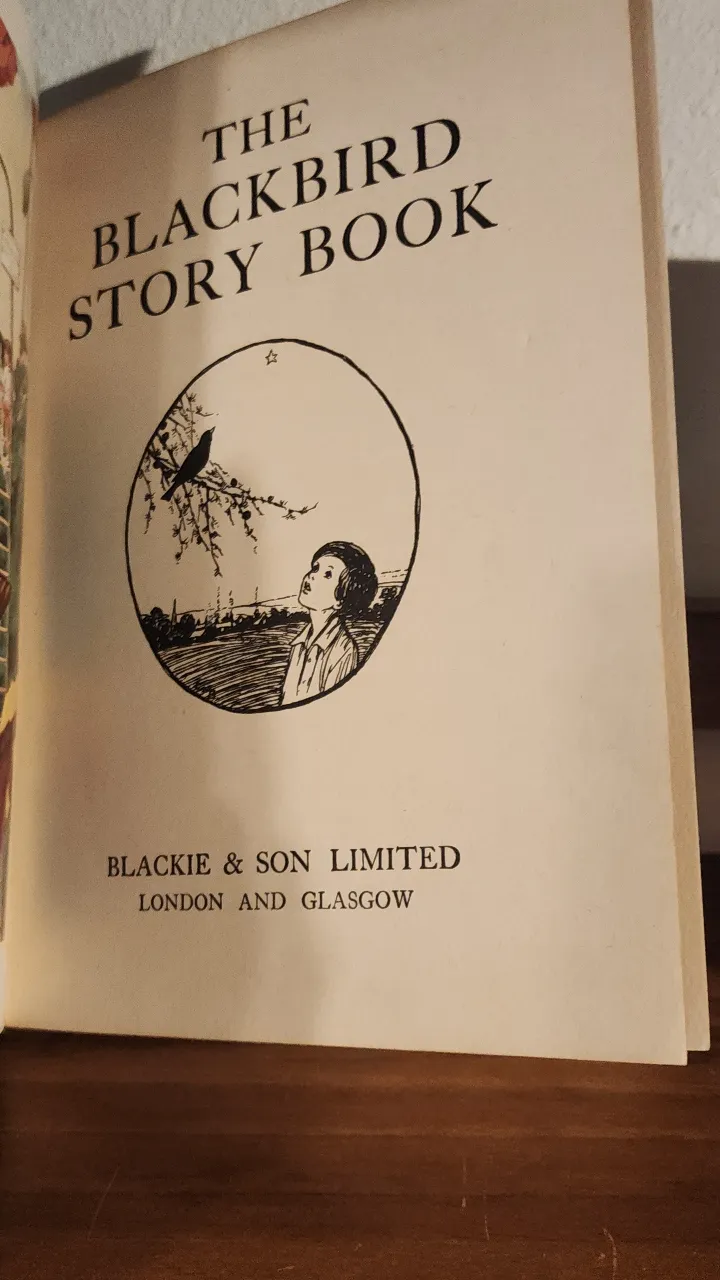 THE
BLACKBIRD
STORY BOOK
BLACKIE & SON LIMITED
LONDON AND GLASGOW